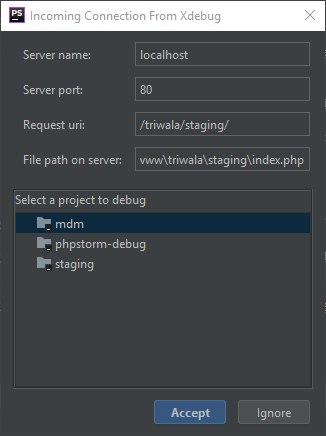 PS Incoming Connection From Xdebug
Server name: localhost
Server port: 80
Request uri: /triwala/staging/
File path on server: vww\triwala\staging\index.php
Select a project to debug
mdm
phpstorm-debug
staging
Accept Ignore